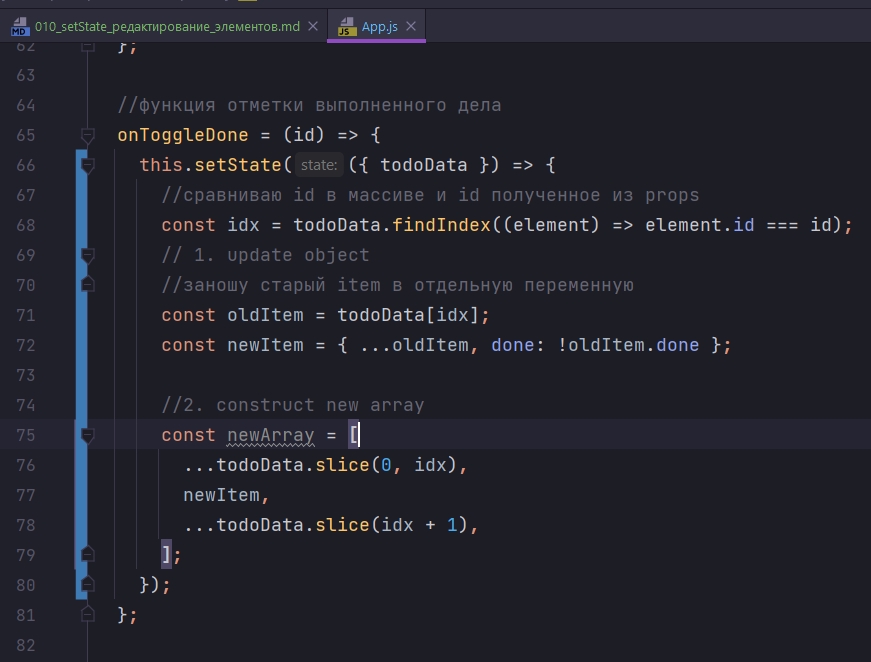 MD 010_setState_редактирование_элементов.md
JS App.js
62 };
63
64 //функция отметки выполненного дела
65 onToggleDone = (id) => {
66 this.setState( state: ({ todoData }) => {
67 //сравниваю id в массиве и id полученное из props
68 const idx = todoData.findIndex((element) => element.id === id);
69 // 1. update object
70 //заношу старый item в отдельную переменную
71 const oldItem = todoData[idx];
72 const newItem = { ...oldItem, done: !oldItem.done };
73
74 //2. construct new array
75 const newArray = [
76 ...todoData.slice(0, idx),
77 newItem,
78 ...todoData.slice(idx + 1),
79 ];
80 });
81 };
82